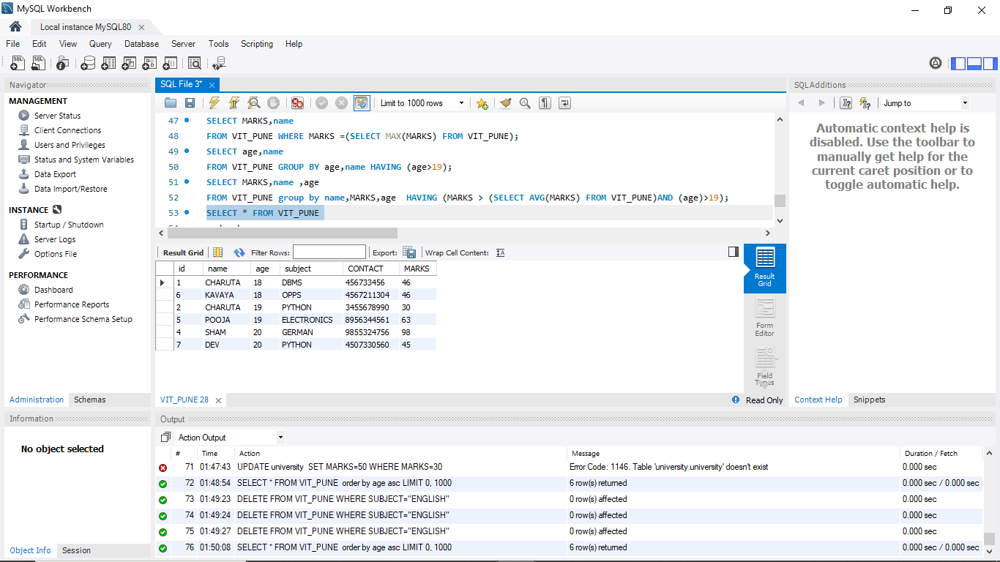 MySQL Workbench
Local instance MySQL80
File Edit View Query Database Server Tools Scripting Help
Navigator
MANAGEMENT
Server Status
Client Connections
Users and Privileges
Status and System Variables
Data Export
Data Import/Restore
INSTANCE
Startup / Shutdown
Server Logs
Options File
PERFORMANCE
Dashboard
Performance Reports
Performance Schema Setup
Administration Schemas
Information
No object selected
Object Info Session
SQL File 3*
Limit to 1000 rows
47 SELECT MARKS,name
48 FROM VIT_PUNE WHERE MARKS =(SELECT MAX(MARKS) FROM VIT_PUNE);
49 SELECT age,name
50 FROM VIT_PUNE GROUP BY age,name HAVING (age>19);
51 SELECT MARKS,name ,age
52 FROM VIT_PUNE group by name,MARKS,age  HAVING (MARKS > (SELECT AVG(MARKS) FROM VIT_PUNE)AND (age)>19);
53 SELECT * FROM VIT_PUNE
Result Grid Filter Rows: Export: Wrap Cell Content:
id name age subject CONTACT MARKS
1 CHARUTA 18 DBMS 456733456 46
6 KAVAYA 18 OPPS 4567211304 46
2 CHARUTA 19 PYTHON 3455678990 30
5 POOJA 19 ELECTRONICS 8956344561 63
4 SHAM 20 GERMAN 9855324756 98
7 DEV 20 PYTHON 4507330560 45
Result
Grid
Form
Editor
Field
Types
VIT_PUNE 28
Read Only
SQLAdditions
Jump to
Automatic context help is
disabled. Use the toolbar to
manually get help for the
current caret position or to
toggle automatic help.
Context Help Snippets
Output
Action Output
# Time Action Message Duration / Fetch
71 01:47:43 UPDATE university  SET MARKS=50 WHERE MARKS=30 Error Code: 1146. Table 'university.university' doesn't exist 0.000 sec
72 01:48:54 SELECT * FROM VIT_PUNE  order by age asc LIMIT 0, 1000 6 row(s) returned 0.000 sec / 0.000 sec
73 01:49:23 DELETE FROM VIT_PUNE WHERE SUBJECT="ENGLISH" 0 row(s) affected 0.000 sec
74 01:49:24 DELETE FROM VIT_PUNE WHERE SUBJECT="ENGLISH" 0 row(s) affected 0.000 sec
75 01:49:27 DELETE FROM VIT_PUNE WHERE SUBJECT="ENGLISH" 0 row(s) affected 0.000 sec
76 01:50:08 SELECT * FROM VIT_PUNE  order by age asc LIMIT 0, 1000 6 row(s) returned 0.000 sec / 0.000 sec